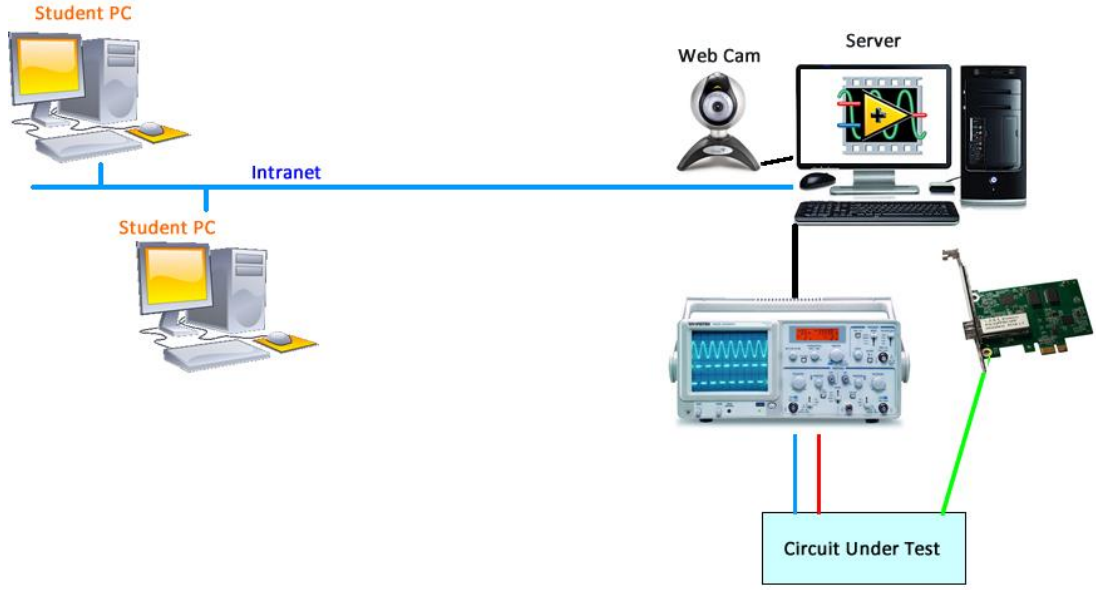 Student PC
Server
Web Cam
Intranet
Student PC
Circuit Under Test